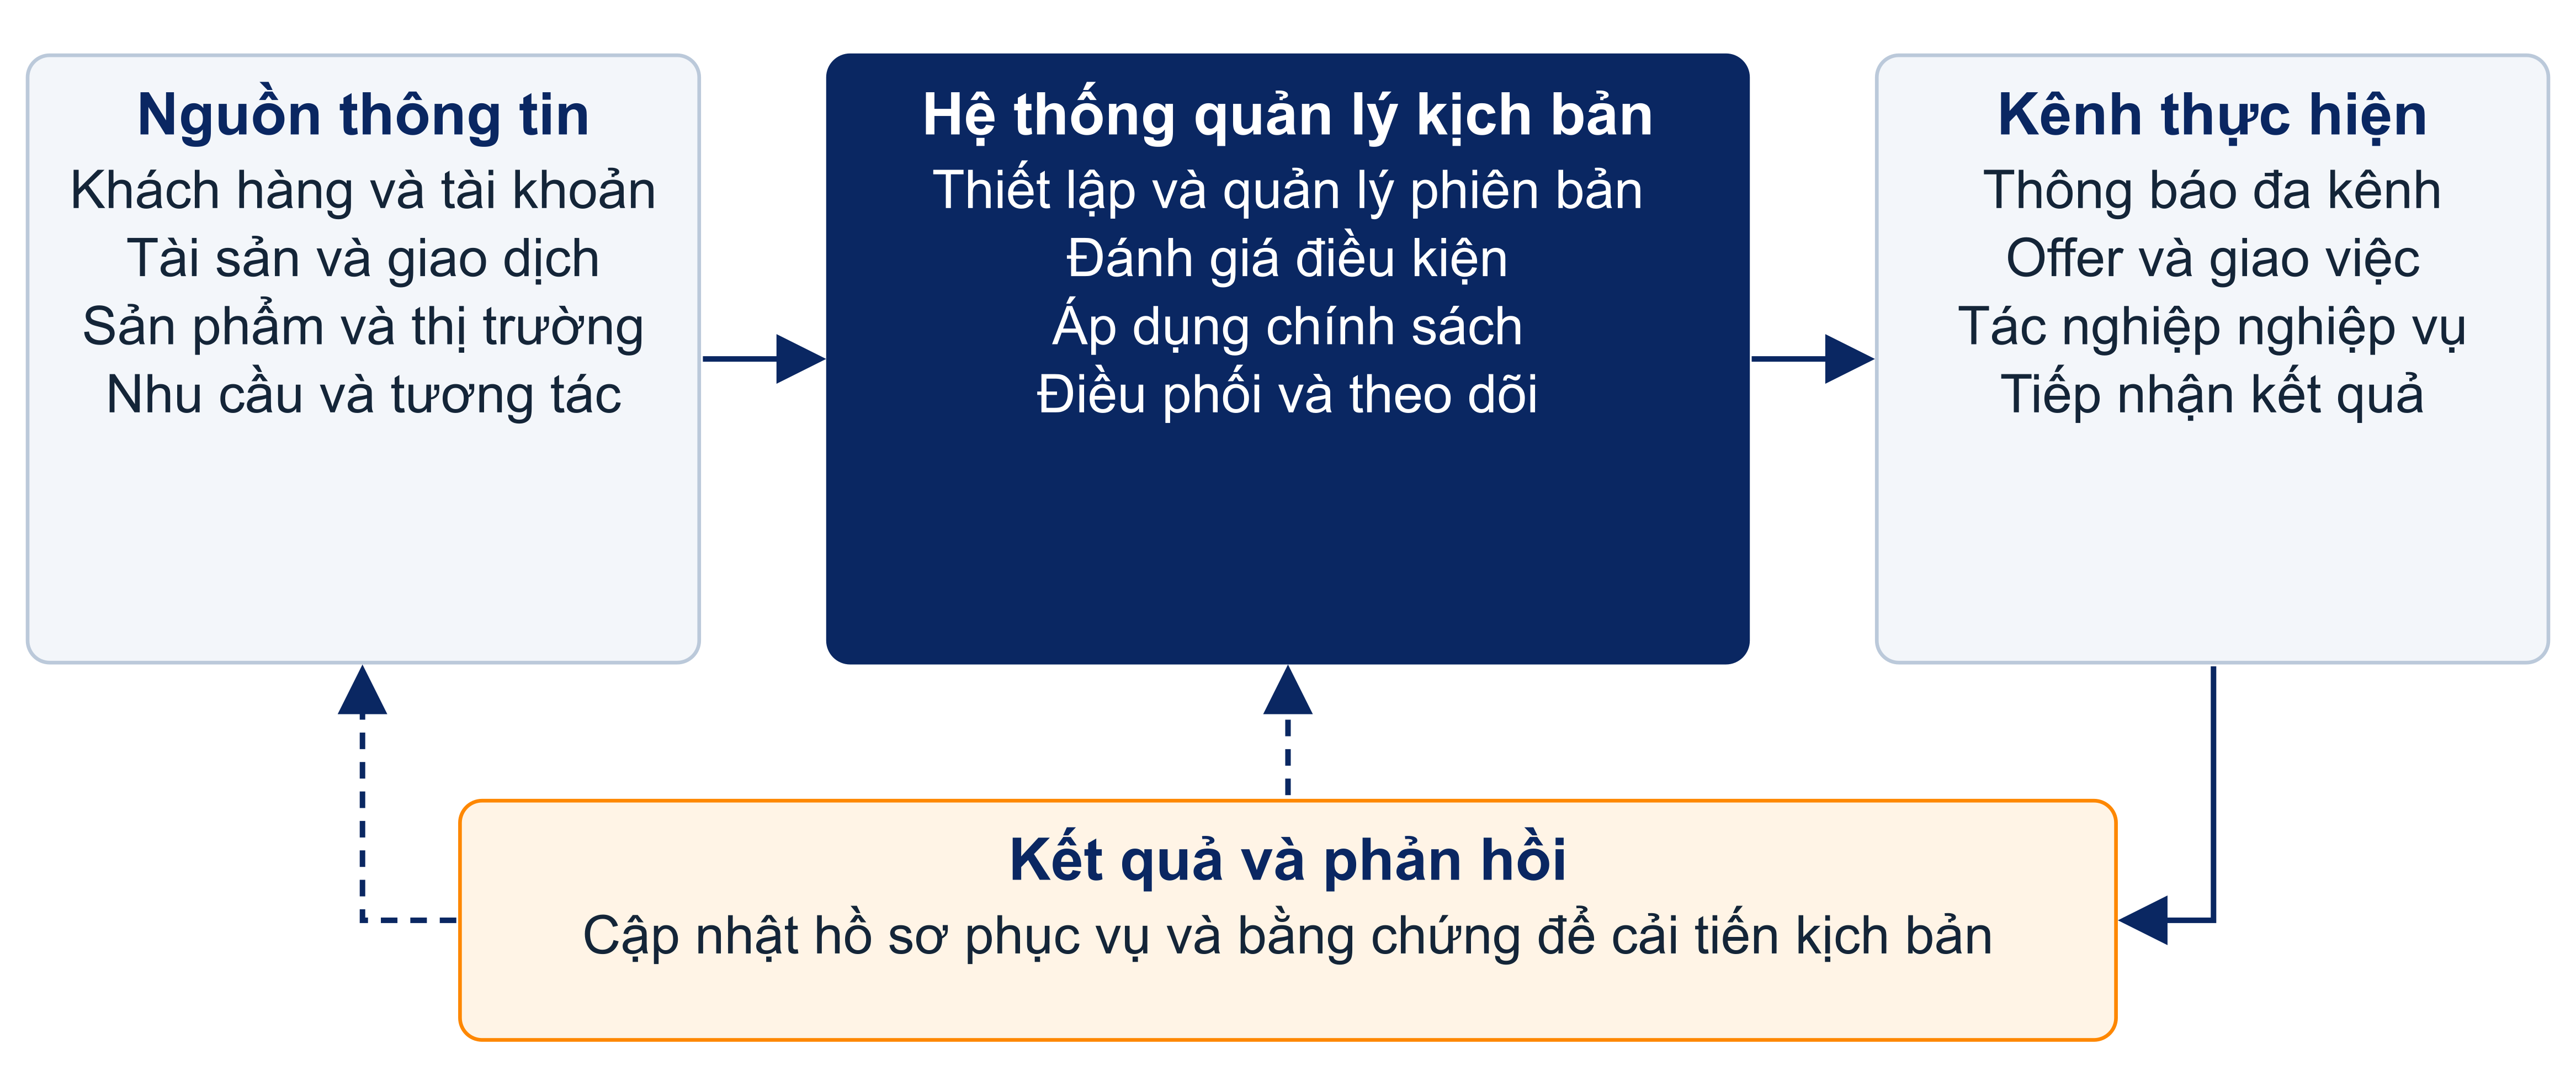 Nguồn thông tin
Khách hàng và tài khoản
Tài sản và giao dịch
Sản phẩm và thị trường
Nhu cầu và tương tác
Hệ thống quản lý kịch bản
Thiết lập và quản lý phiên bản
Đánh giá điều kiện
Áp dụng chính sách
Điều phối và theo dõi
Kênh thực hiện
Thông báo đa kênh
Offer và giao việc
Tác nghiệp nghiệp vụ
Tiếp nhận kết quả
Kết quả và phản hồi
Cập nhật hồ sơ phục vụ và bằng chứng để cải tiến kịch bản